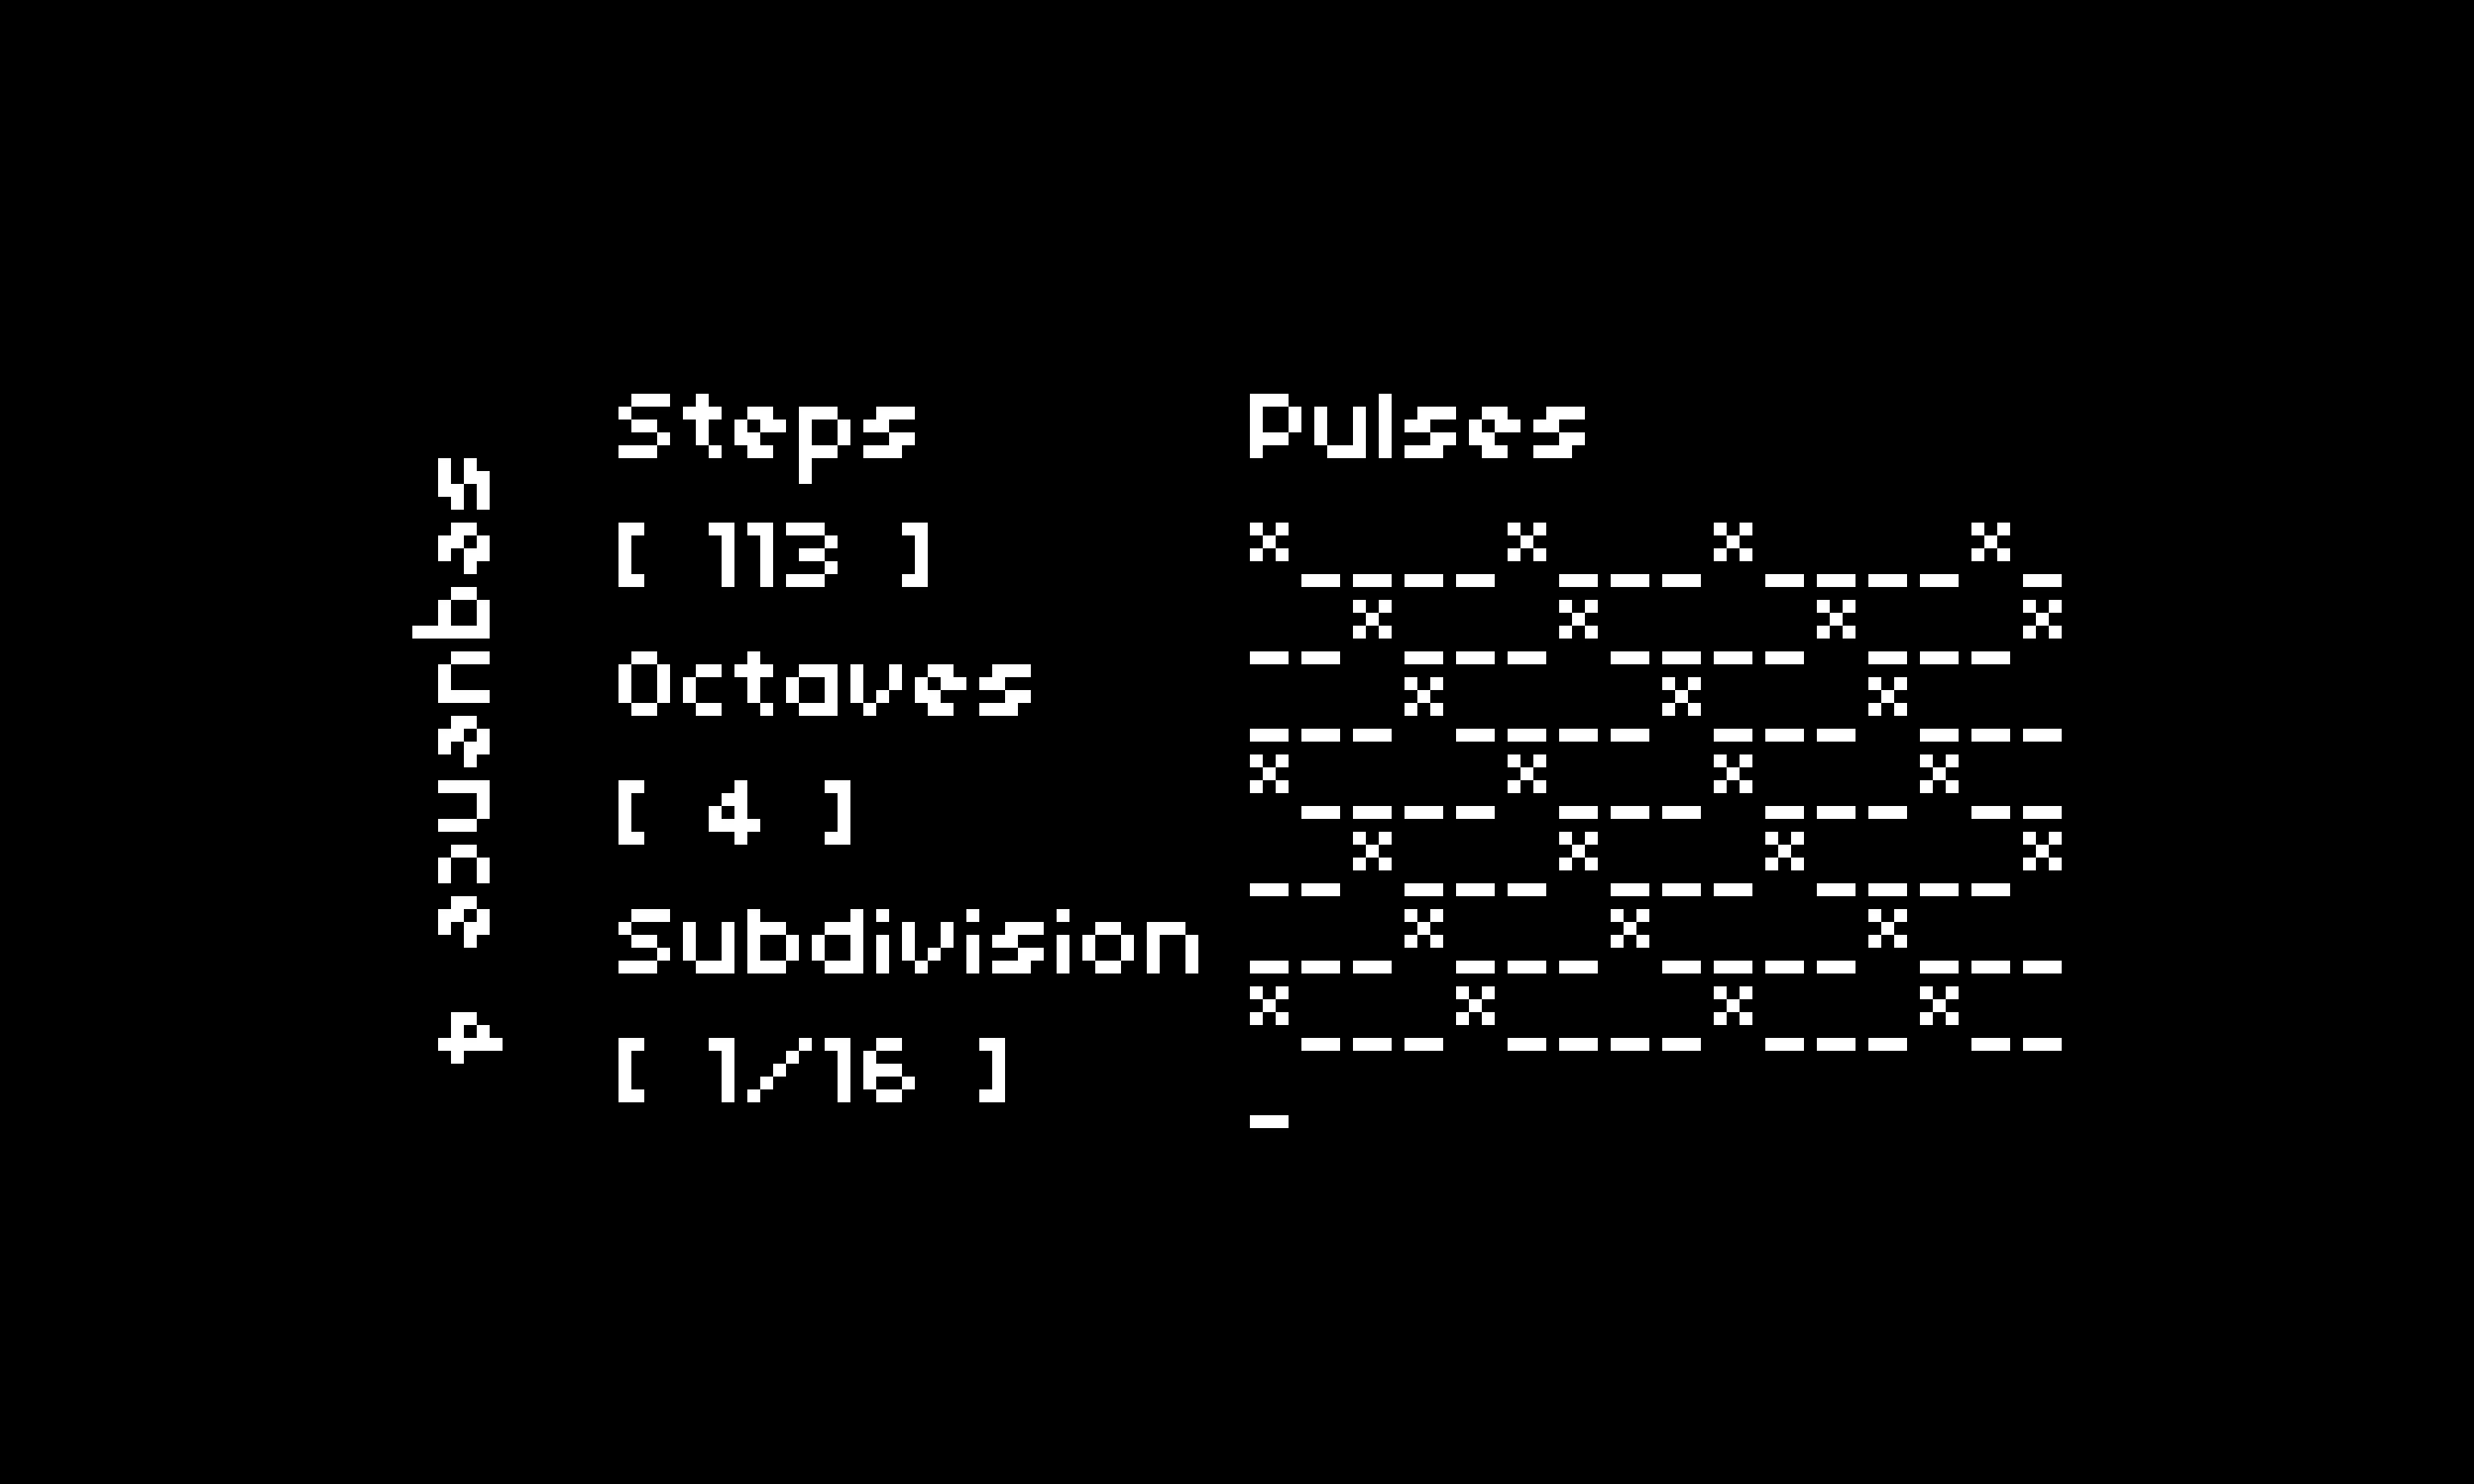 sequence 4
Steps
[ 113 ]
Octaves
[ 4 ]
Subdivision
[ 1/16 ]
Pulses
x____x___x____x_
__x___x____x___x
___x____x___x___
x____x___x___x__
__x___x___x____x
___x___x____x___
x___x____x___x__
_